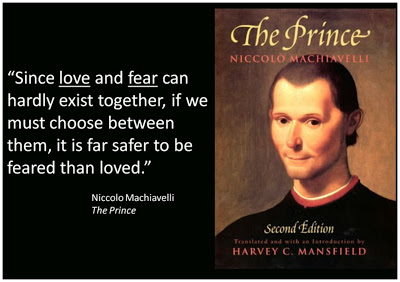 “Since love and fear can
hardly exist together, if we
must choose between
them, it is far safer to be
feared than loved.”
Niccolo Machiavelli
The Prince
The Prince
NICCOLO MACHIAVELLI
Second Edition
Translated and with an Introduction by
HARVEY C. MANSFIELD